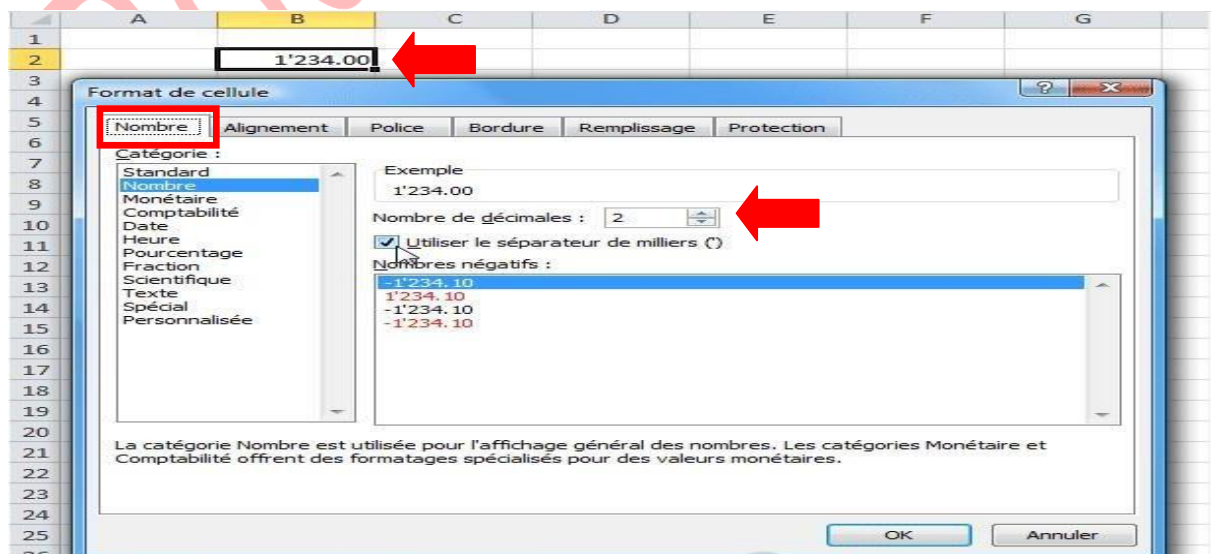 A B C D E F G
1
2 1'234.00
3
4 Format de cellule ?
5 Nombre Alignement Police Bordure Remplissage Protection
6
7 Catégorie :
8 Standard Exemple
9 Nombre 1'234.00
Monétaire
10 Comptabilité Nombre de décimales : 2
Date
11 Heure Utiliser le séparateur de milliers (')
Pourcentage
12 Fraction Nombres négatifs :
13 Scientifique -1'234.10
Texte 1'234.10
14 Spécial -1'234.10
15 Personnalisée -1'234.10
16
17
18
19
20
21 La catégorie Nombre est utilisée pour l'affichage général des nombres. Les catégories Monétaire et
22 Comptabilité offrent des formatages spécialisés pour des valeurs monétaires.
23
24
25 OK Annuler